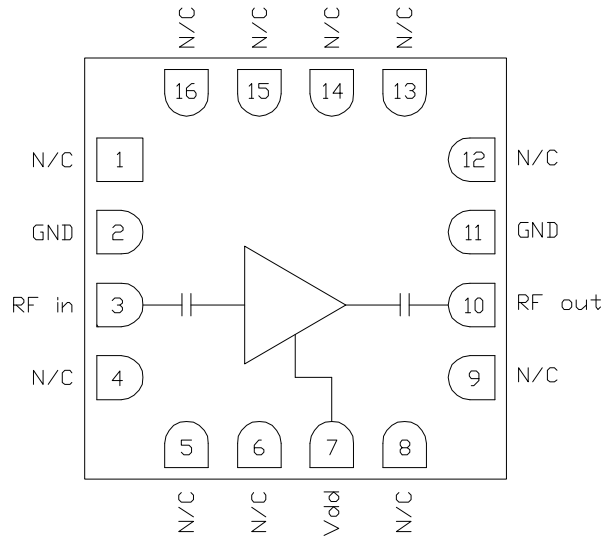 N/C N/C N/C N/C
16 15 14 13
N/C 1 12 N/C
GND 2 11 GND
RF in 3 10 RF out
N/C 4 9 N/C
5 6 7 8
N/C N/C Vdd N/C